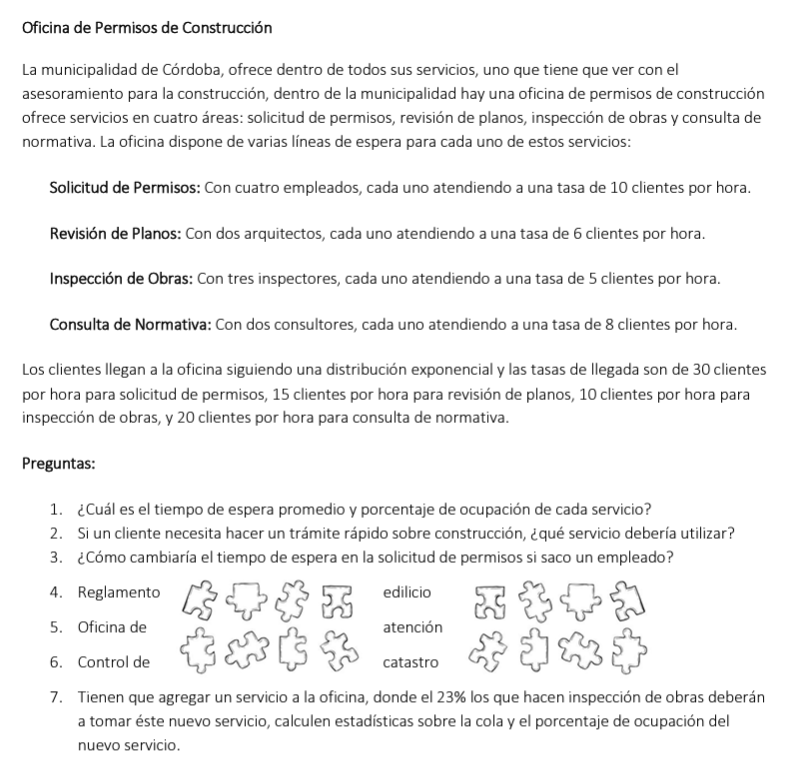 Oficina de Permisos de Construcción
La municipalidad de Córdoba, ofrece dentro de todos sus servicios, uno que tiene que ver con el
asesoramiento para la construcción, dentro de la municipalidad hay una oficina de permisos de construcción
ofrece servicios en cuatro áreas: solicitud de permisos, revisión de planos, inspección de obras y consulta de
normativa. La oficina dispone de varias líneas de espera para cada uno de estos servicios:
Solicitud de Permisos: Con cuatro empleados, cada uno atendiendo a una tasa de 10 clientes por hora.
Revisión de Planos: Con dos arquitectos, cada uno atendiendo a una tasa de 6 clientes por hora.
Inspección de Obras: Con tres inspectores, cada uno atendiendo a una tasa de 5 clientes por hora.
Consulta de Normativa: Con dos consultores, cada uno atendiendo a una tasa de 8 clientes por hora.
Los clientes llegan a la oficina siguiendo una distribución exponencial y las tasas de llegada son de 30 clientes
por hora para solicitud de permisos, 15 clientes por hora para revisión de planos, 10 clientes por hora para
inspección de obras, y 20 clientes por hora para consulta de normativa.
Preguntas:
1. ¿Cuál es el tiempo de espera promedio y porcentaje de ocupación de cada servicio?
2. Si un cliente necesita hacer un trámite rápido sobre construcción, ¿qué servicio debería utilizar?
3. ¿Cómo cambiaría el tiempo de espera en la solicitud de permisos si saco un empleado?
4. Reglamento edilicio
5. Oficina de atención
6. Control de catastro
7. Tienen que agregar un servicio a la oficina, donde el 23% los que hacen inspección de obras deberán
a tomar éste nuevo servicio, calculen estadísticas sobre la cola y el porcentaje de ocupación del
nuevo servicio.